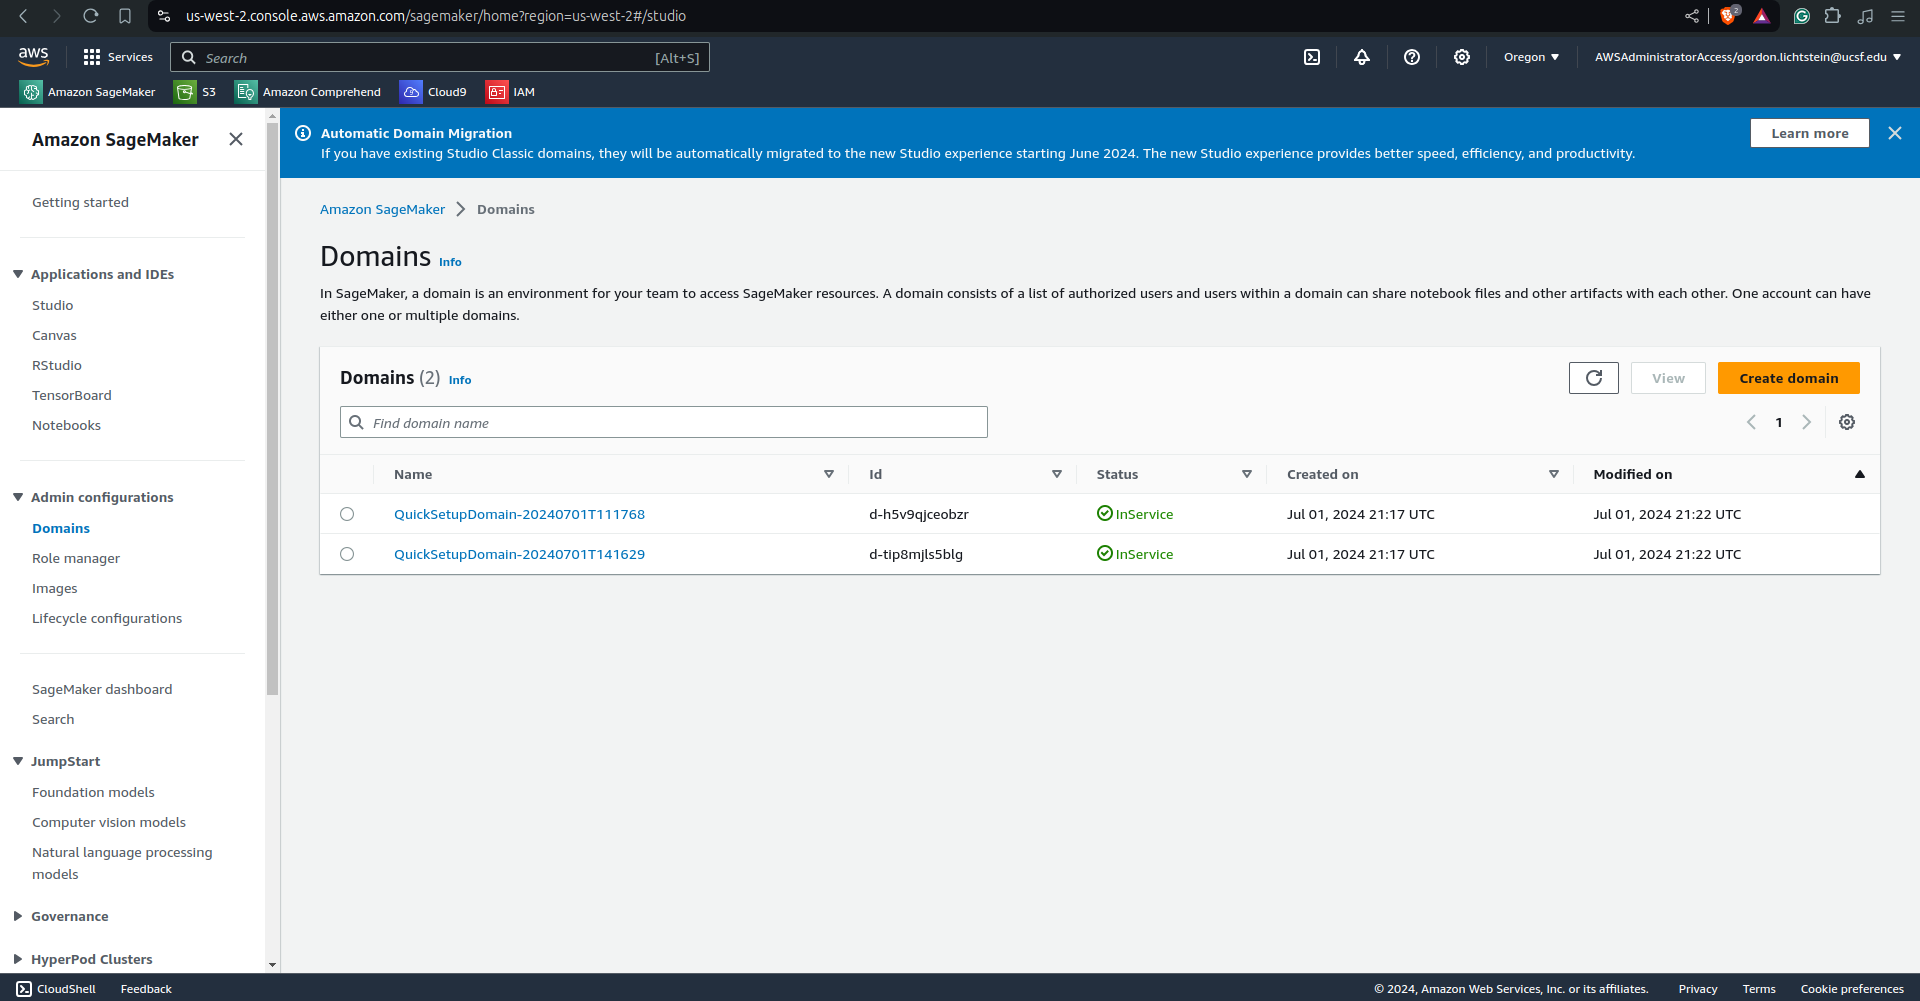 us-west-2.console.aws.amazon.com/sagemaker/home?region=us-west-2#/studio
2
aws
Services
Search
[Alt+S]
Oregon
AWSAdministratorAccess/gordon.lichtstein@ucsf.edu
Amazon SageMaker
S3
Amazon Comprehend
Cloud9
IAM
Amazon SageMaker
Getting started
Applications and IDEs
Studio
Canvas
RStudio
TensorBoard
Notebooks
Admin configurations
Domains
Role manager
Images
Lifecycle configurations
SageMaker dashboard
Search
JumpStart
Foundation models
Computer vision models
Natural language processing
models
Governance
HyperPod Clusters
Automatic Domain Migration
If you have existing Studio Classic domains, they will be automatically migrated to the new Studio experience starting June 2024. The new Studio experience provides better speed, efficiency, and productivity.
Learn more
Amazon SageMaker
Domains
Domains Info
In SageMaker, a domain is an environment for your team to access SageMaker resources. A domain consists of a list of authorized users and users within a domain can share notebook files and other artifacts with each other. One account can have
either one or multiple domains.
Domains (2) Info
View
Create domain
Find domain name
1
Name Id Status Created on Modified on
QuickSetupDomain-20240701T111768 d-h5v9qjceobzr InService Jul 01, 2024 21:17 UTC Jul 01, 2024 21:22 UTC
QuickSetupDomain-20240701T141629 d-tip8mjls5blg InService Jul 01, 2024 21:17 UTC Jul 01, 2024 21:22 UTC
CloudShell
Feedback
© 2024, Amazon Web Services, Inc. or its affiliates.
Privacy
Terms
Cookie preferences